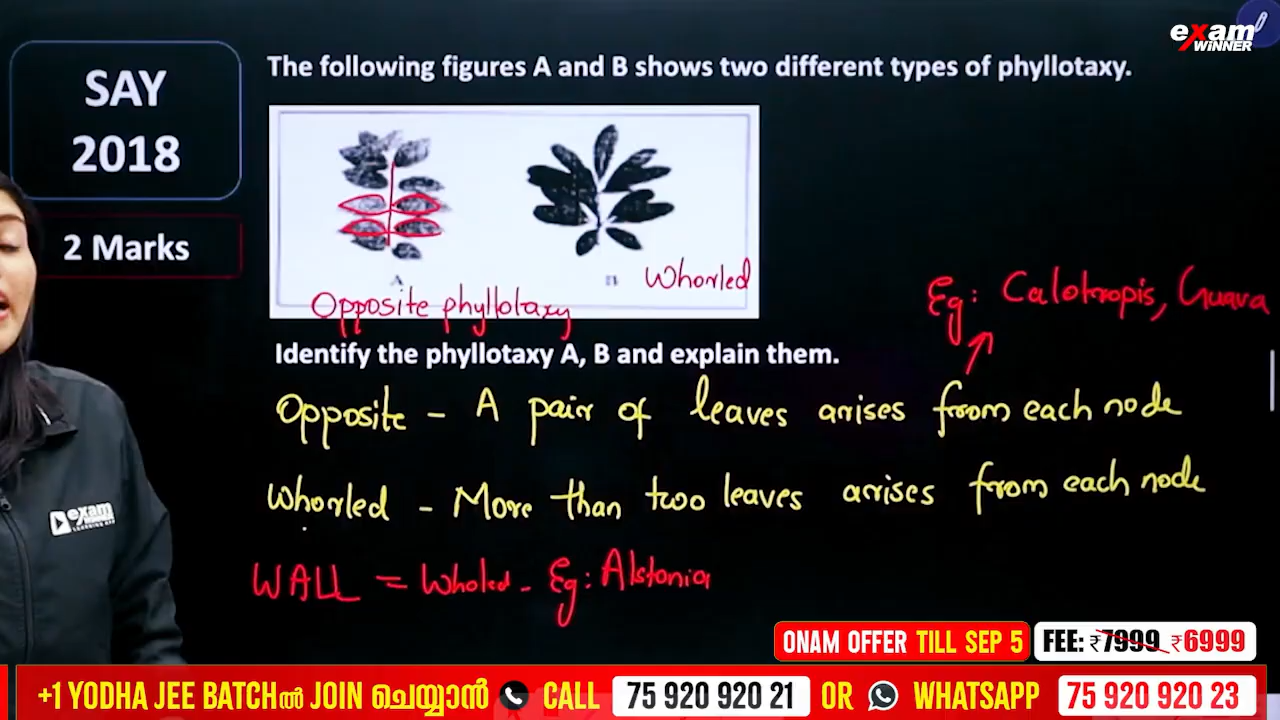 exam
WINNER
SAY
2018
2 Marks
The following figures A and B shows two different types of phyllotaxy.
A
B
Opposite phyllotaxy
Whorled
Eg: Calotropis, Guava
Identify the phyllotaxy A, B and explain them.
Opposite - A pair of leaves arises from each node
Whorled - More than two leaves arises from each node
WALL = Wholed - Eg: Alstonia
exam
WINNER
LEARNING APP
ONAM OFFER TILL SEP 5
FEE: ₹7999 ₹6999
+1 YODHA JEE BATCHൽ JOIN ചെയ്യാൻ CALL 75 920 920 21 OR WHATSAPP 75 920 920 23